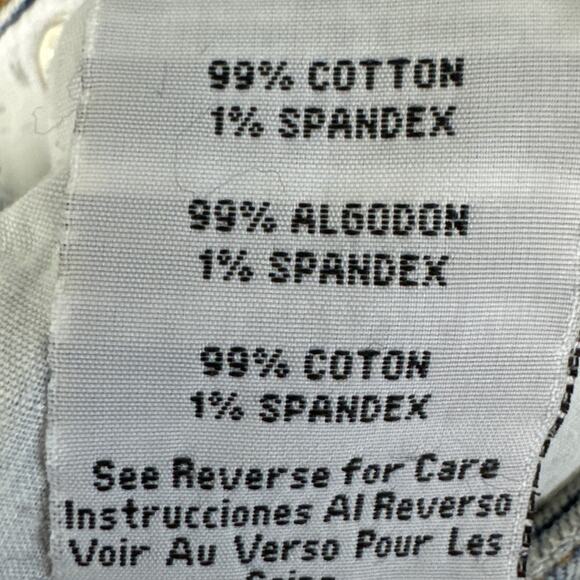 99% COTTON
1% SPANDEX
99% ALGODON
1% SPANDEX
99% COTON
1% SPANDEX
See Reverse for Care
Instrucciones Al Reverso
Voir Au Verso Pour Les